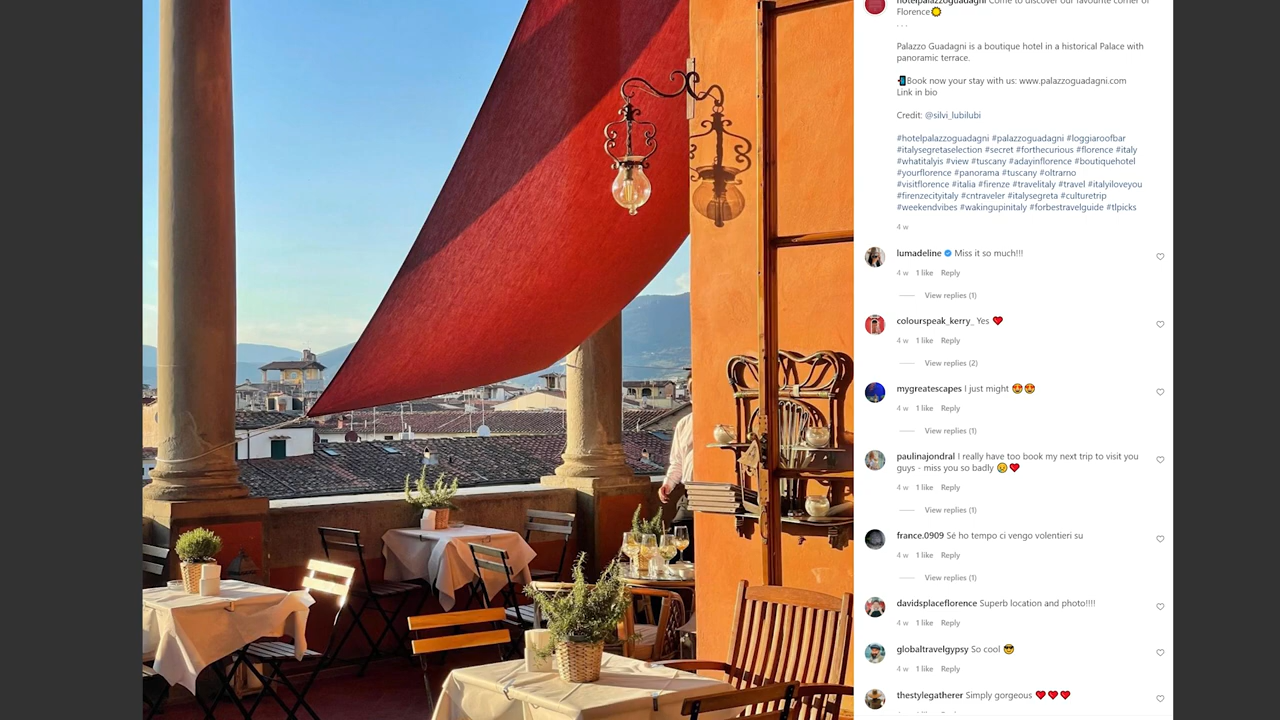 hotelpalazzoguadagni Come to discover our favourite corner of
Florence🌞
. . .
Palazzo Guadagni is a boutique hotel in a historical Palace with
panoramic terrace.
📲Book now your stay with us: www.palazzoguadagni.com
Link in bio
Credit: @silvi_lubilubi
#hotelpalazzoguadagni #palazzoguadagni #loggiaroofbar
#italysegretaselection #secret #forthecurious #florence #italy
#whatitalyis #view #tuscany #adayinflorence #boutiquehotel
#yourflorence #panorama #tuscany #oltrarno
#visitflorence #italia #firenze #travelitaly #travel #italyiloveyou
#firenzecityitaly #cntraveler #italysegreta #culturetrip
#weekendvibes #wakingupinitaly #forbestravelguide #tlpicks
4 w
lumadeline Miss it so much!!!
4 w 1 like Reply
View replies (1)
colourspeak_kerry_ Yes ❤️
4 w 1 like Reply
View replies (2)
mygreatescapes I just might 😍😍
4 w 1 like Reply
View replies (1)
paulinajondral I really have too book my next trip to visit you
guys - miss you so badly 🥲❤️
4 w 1 like Reply
View replies (1)
france.0909 Sé ho tempo ci vengo volentieri su
4 w 1 like Reply
View replies (1)
davidsplaceflorence Superb location and photo!!!!
4 w 1 like Reply
globaltravelgypsy So cool 😎
4 w 1 like Reply
thestylegatherer Simply gorgeous ❤️❤️❤️